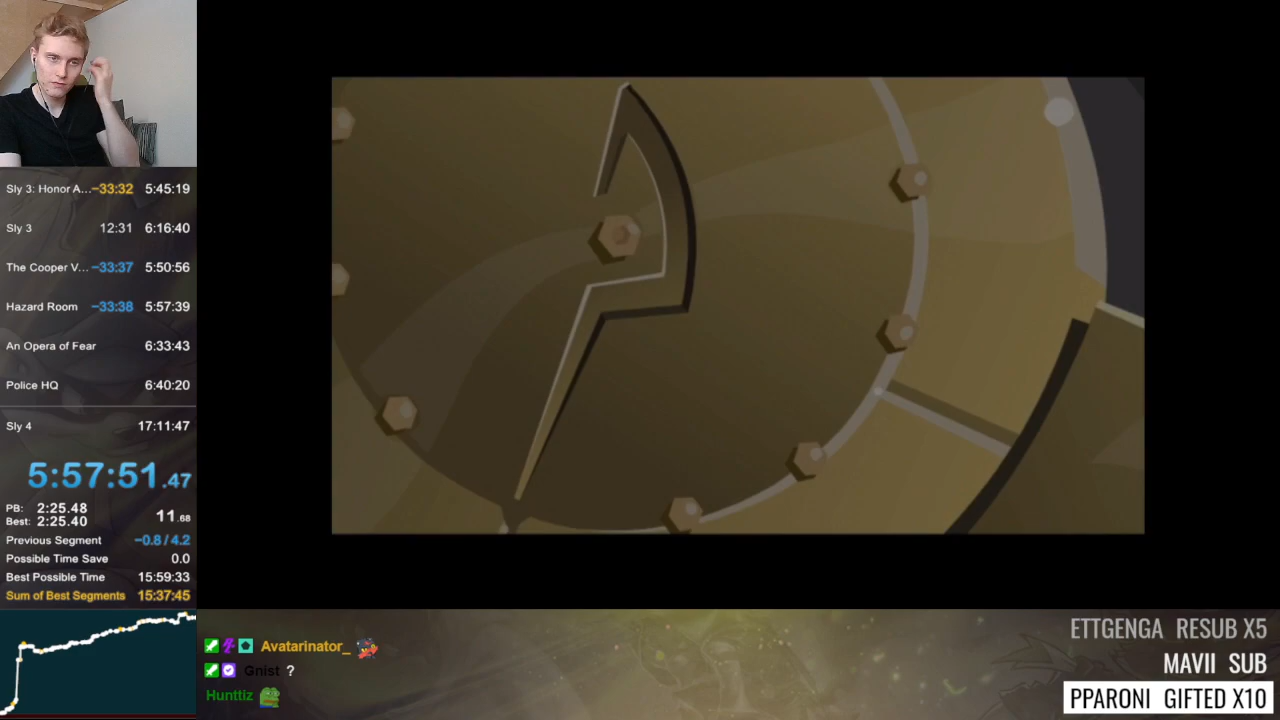 Sly 3: Honor A... −33:32 5:45:19
Sly 3 12:31 6:16:40
The Cooper V... −33:37 5:50:56
Hazard Room −33:38 5:57:39
An Opera of Fear 6:33:43
Police HQ 6:40:20
Sly 4 17:11:47
5:57:51.47
PB: 2:25.48
Best: 2:25.40 11.68
Previous Segment −0.8 / 4.2
Possible Time Save 0.0
Best Possible Time 15:59:33
Sum of Best Segments 15:37:45
Avatarinator_
Gnist ?
Hunttiz
ETTGENGA RESUB X5
MAVII SUB
PPARONI GIFTED X10